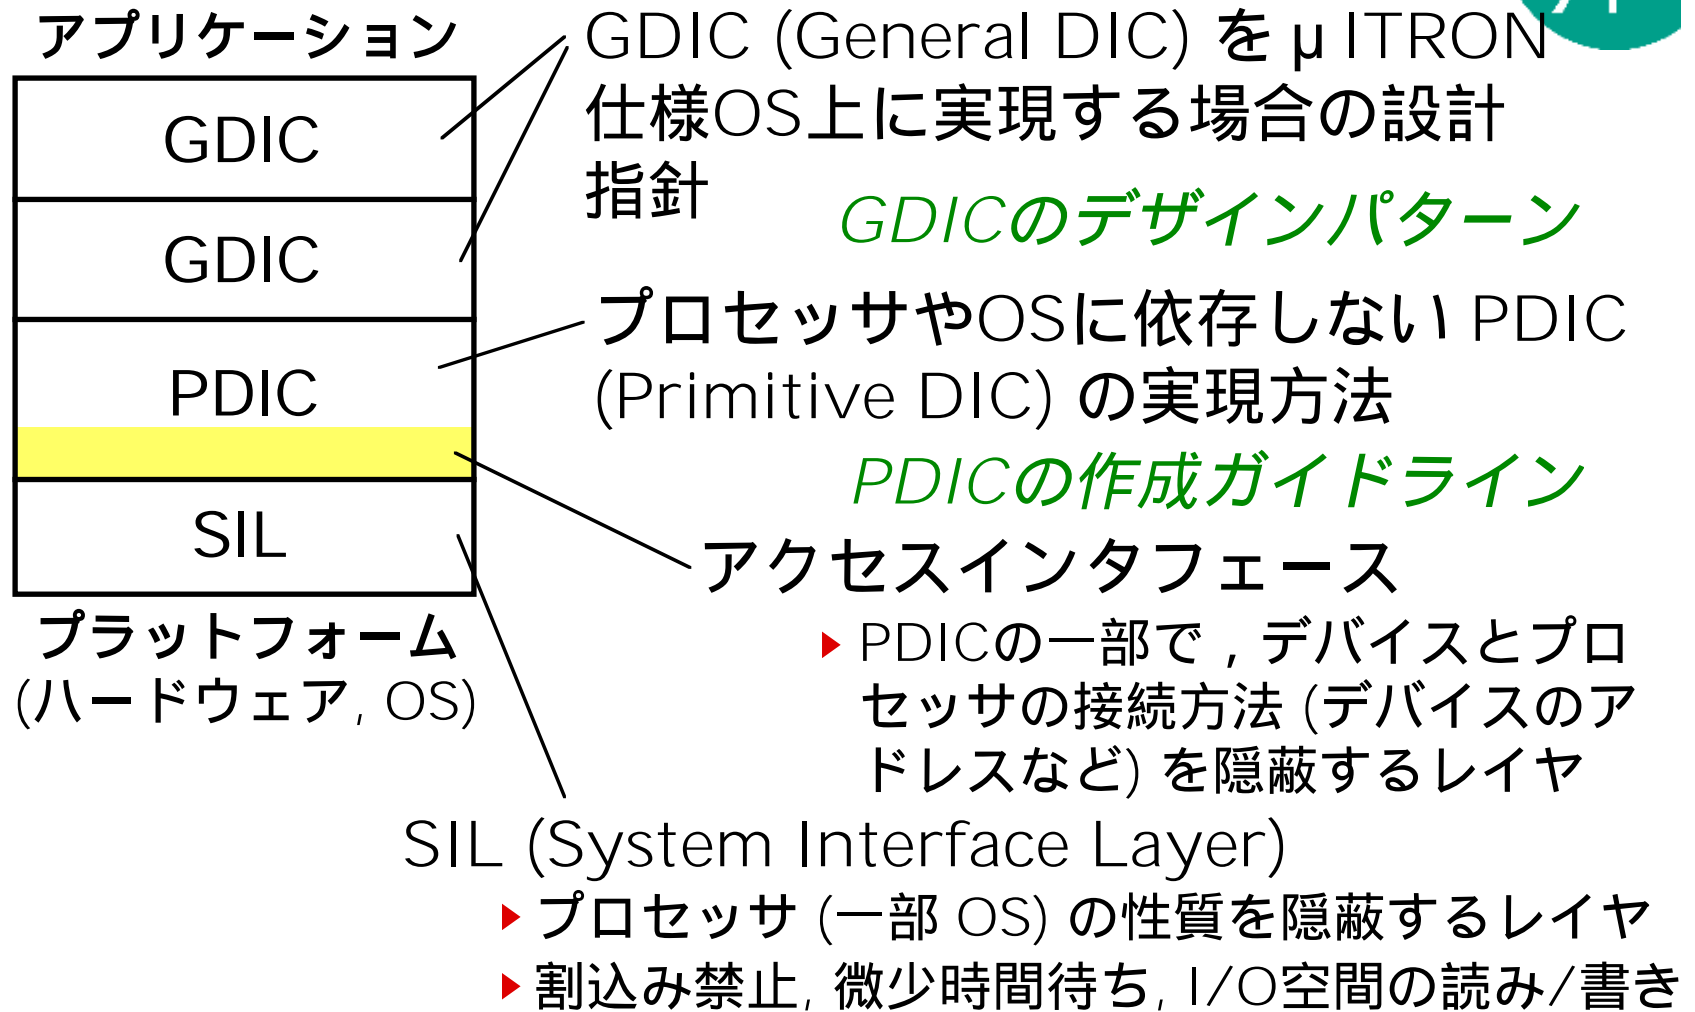 アプリケーション
GDIC
GDIC
PDIC
SIL
プラットフォーム
(ハードウェア, OS)
GDIC (General DIC) を μ ITRON
仕様OS上に実現する場合の設計
指針
GDICのデザインパターン
プロセッサやOSに依存しない PDIC
(Primitive DIC) の実現方法
PDICの作成ガイドライン
アクセスインタフェース
PDICの一部で , デバイスとプロ
セッサの接続方法 (デバイスのア
ドレスなど) を隠蔽するレイヤ
SIL (System Interface Layer)
プロセッサ (一部 OS) の性質を隠蔽するレイヤ
割込み禁止, 微少時間待ち, I/O空間の読み/書き